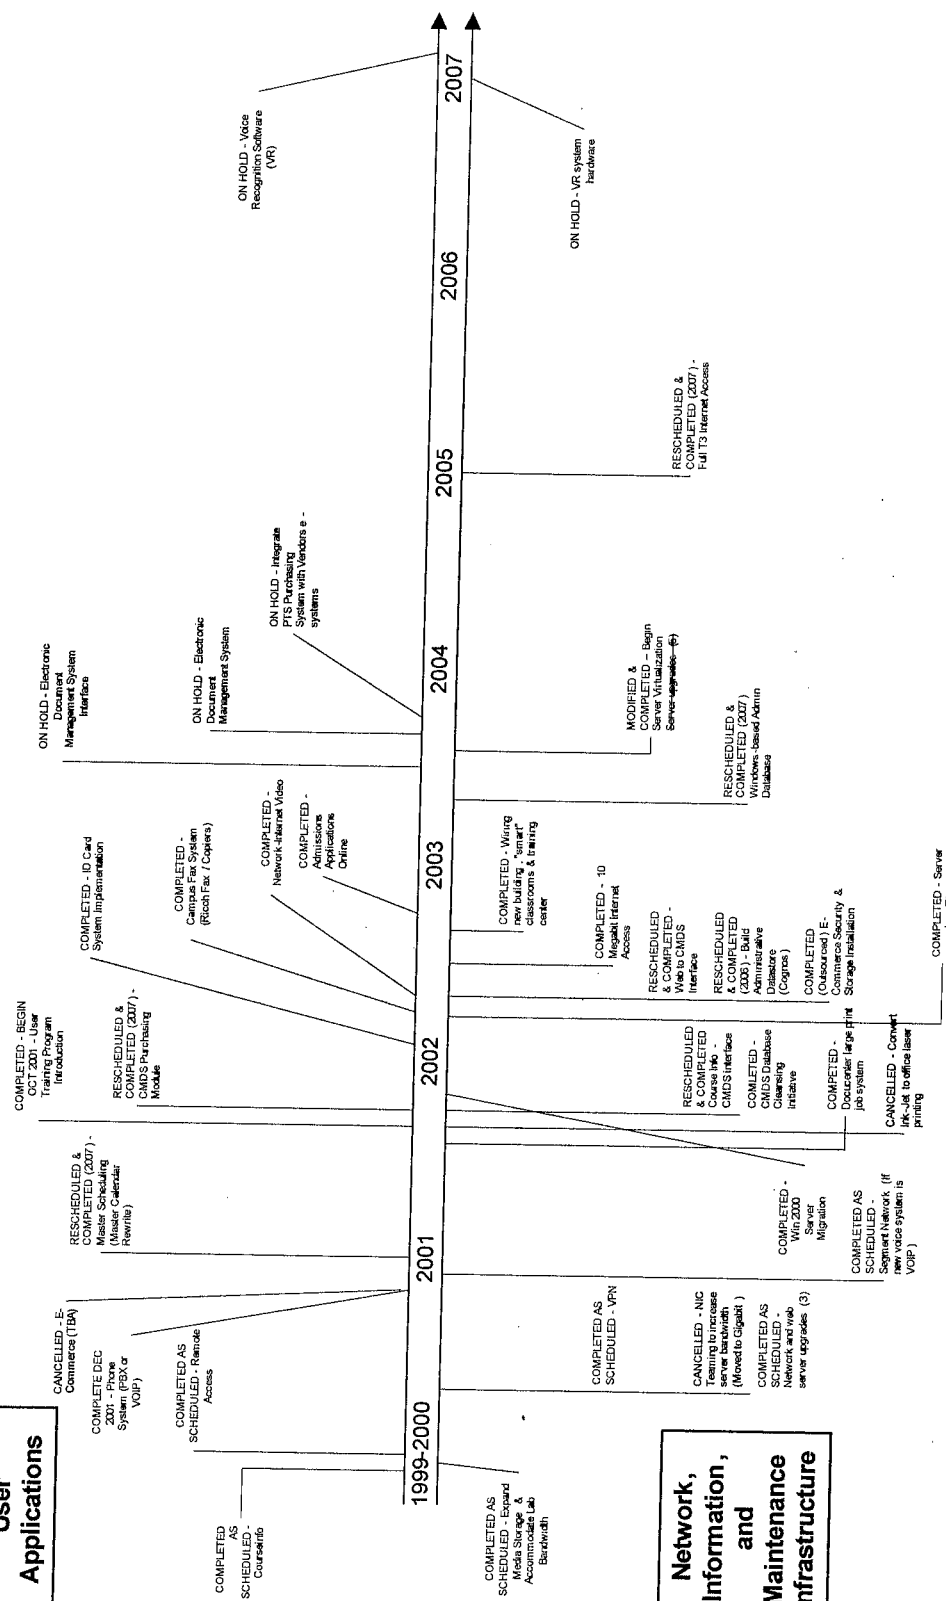 User
Applications
COMPLETED
AS
SCHEDULED -
Courseinfo
COMPLETED AS
SCHEDULED - Remote
Access
COMPLETE DEC
2001 - Phone
System (PBX or
VOIP)
CANCELLED - E-
Commerce (TBA)
RESCHEDULED &
COMPLETED (2007) -
Master Scheduling
(Master Calendar
Rewrite)
COMPLETED - BEGIN
OCT 2001 - User
Training Program
Introduction
RESCHEDULED &
COMPLETED (2007) -
CMDS Purchasing
Module
COMPLETED - ID Card
System Implementation
COMPLETED -
Campus Fax System
(Ricoh Fax / Copiers)
COMPLETED -
Network-Internet Video
COMPLETED -
Admissions
Applications
Online
ON HOLD - Electronic
Document
Management System
Interface
ON HOLD - Electronic
Document
Management System
ON HOLD - Integrate
PTS Purchasing
System with Vendors e -
systems
ON HOLD - Voice
Recognition Software
(VR)
1999-2000
2001
2002
2003
2004
2005
2006
2007
COMPLETED AS
SCHEDULED - Expand
Media Storage &
Accommodate Lab
Bandwidth
COMPLETED AS
SCHEDULED - VPN
CANCELLED - NIC
Teaming to increase
server bandwidth
(Moved to Gigabit )
COMPLETED AS
SCHEDULED -
Network and web
server upgrades (3)
COMPLETED -
Win 2000
Server
Migration
COMPLETED AS
SCHEDULED -
Segment Network (If
new voice system is
VOIP )
RESCHEDULED
& COMPLETED
Course Info -
CMDS Interface
COMLETED -
CMDS Database
Cleansing
Initiative
COMPETED -
Docucenter large print
job system
CANCELLED - Convert
Ink-Jet to office laser
printing
COMPLETED - Wiring
new building , "smart"
classrooms & training
center
COMPLETED - 10
Megabit Internet
Access
RESCHEDULED
& COMPLETED -
Web to CMDS
Interface
RESCHEDULED
& COMPLETED
(2006) - Build
Administrative
Datastore
(Cognos)
COMPLETED
(Outsourced) E-
Commerce Security &
Storage Installation
COMPLETED - Server
MODIFIED &
COMPLETED – Begin
Server Virtualization
Server upgrades (5)
RESCHEDULED &
COMPLETED (2007)
Windows-based Admin
Database
RESCHEDULED &
COMPLETED (2007) -
Full T3 Internet Access
ON HOLD - VR system
hardware
Network,
Information,
and
Maintenance
Infrastructure